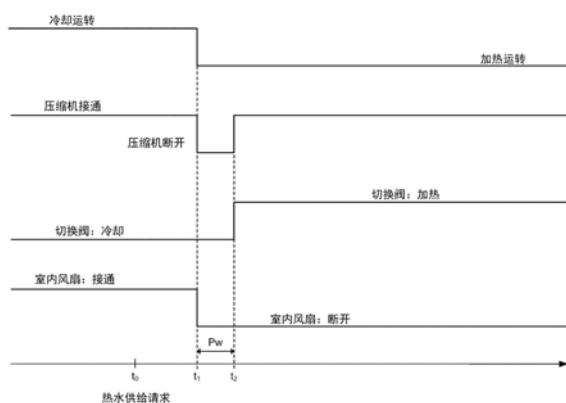 冷却运转
加热运转
压缩机接通
压缩机断开
切换阀：加热
切换阀：冷却
室内风扇：接通
室内风扇：断开
Pw
t₀ t₁ t₂
热水供给请求